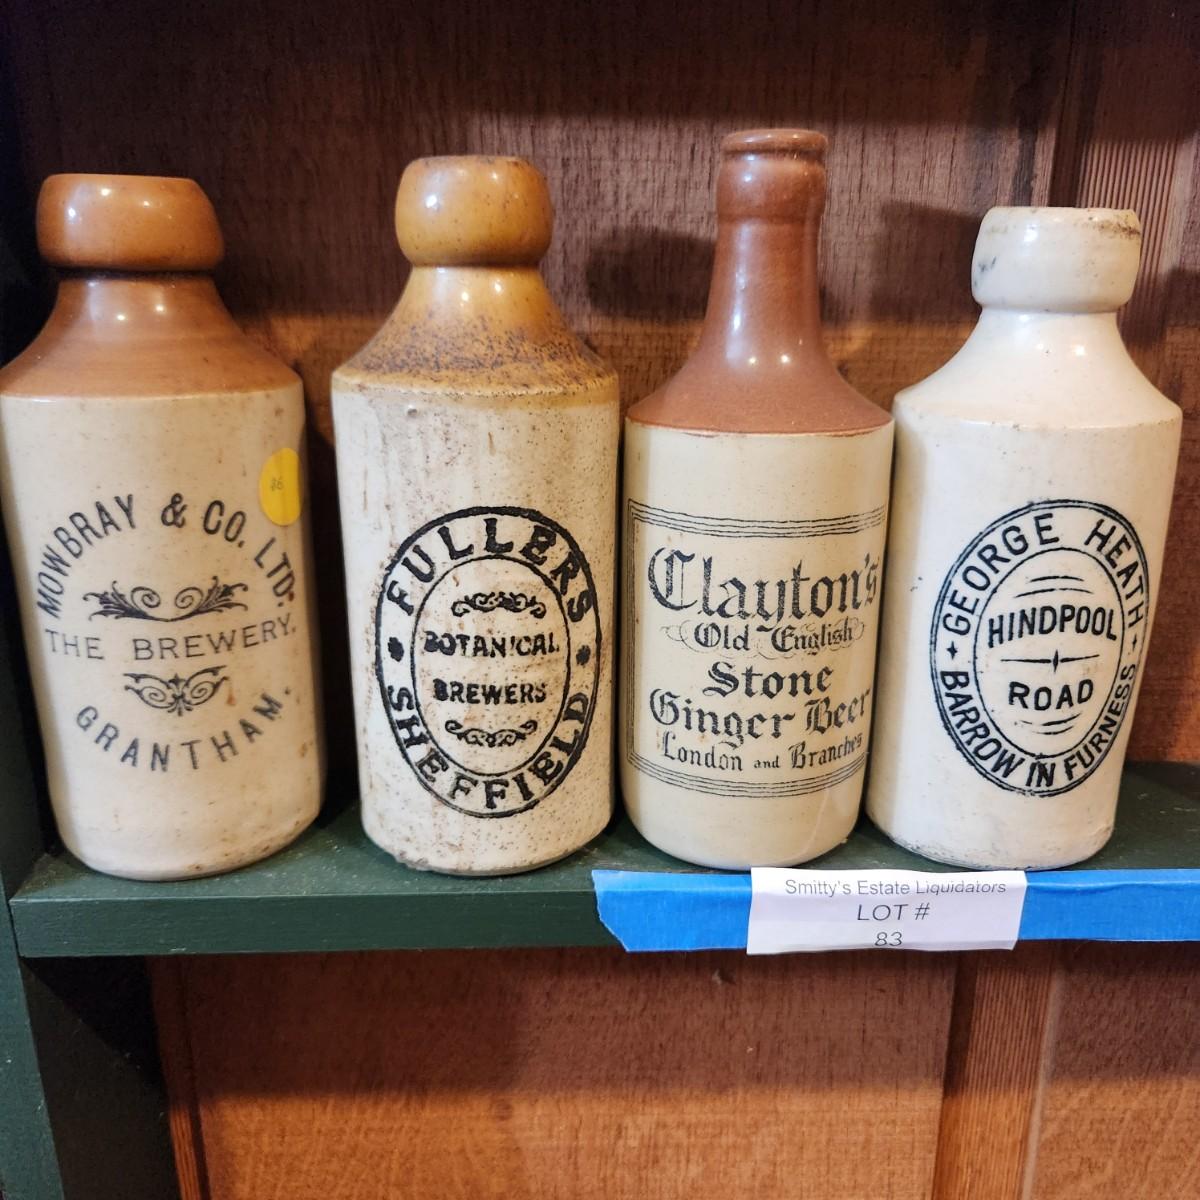 MOWBRAY & CO. LTD.
THE BREWERY.
GRANTHAM.
86
FULLERS
BOTANICAL
BREWERS
SHEFFIELD
Clayton's
Old English
Stone
Ginger Beer
London and Branches
GEORGE HEATH
HINDPOOL
ROAD
BARROW IN FURNESS
Smitty's Estate Liquidators
LOT #
83